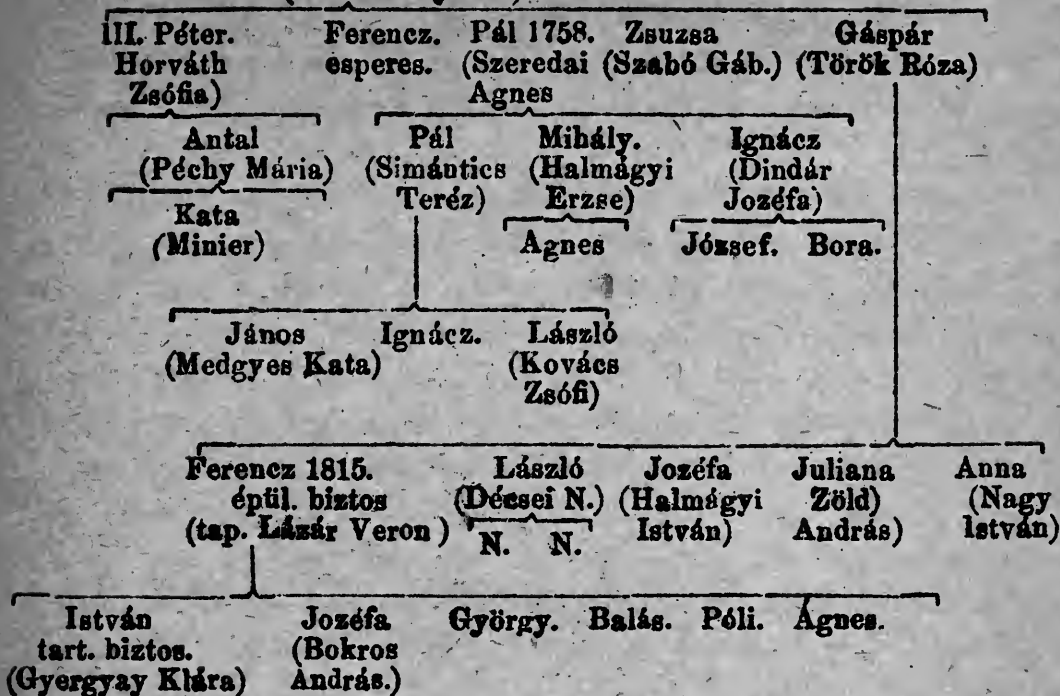 III. Péter. Ferencz. Pál 1758. Zsuzsa Gáspár
Horváth esperes. (Szeredai (Szabó Gáb.) (Török Róza)
Zsófia) Agnes
Antal Pál Mihály. Ignácz
(Péchy Mária) (Simántics (Halmágyi (Dindár
Teréz) Erzse) Jozéfa)
Kata Agnes József. Bora.
(Minier)
János Ignácz. László
(Medgyes Kata) (Kovács
Zsófi)
Ferencz 1815. László Jozéfa Juliana Anna
épül. biztos (Décsei N.) (Halmágyi Zöld) (Nagy
(tap. Lázár Veron) N. N. István) András) István)
István Jozéfa György. Balás. Póli. Ágnes.
tart. biztos. (Bokros
(Gyergyay Klára) András.)